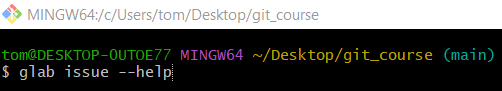 MINGW64:/c/Users/tom/Desktop/git_course
tom@DESKTOP-OUTOE77 MINGW64 ~/Desktop/git_course (main)
$ glab issue --help